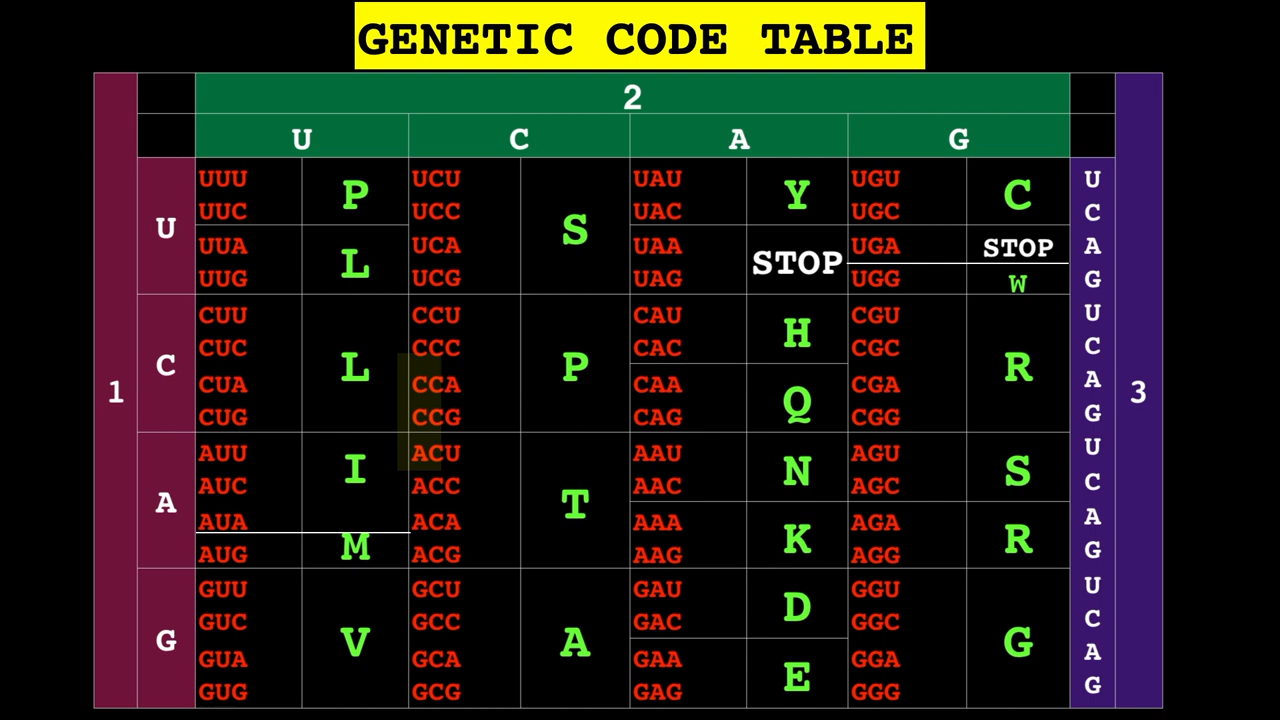 GENETIC CODE TABLE
2
U C A G
UUU P UCU UAU Y UGU C U
UUC UCC S UAC UGC C
UUA L UCA UAA STOP UGA STOP A
U
UUG UCG UAG UGG W G
CUU CCU CAU H CGU U
CUC CCC CAC CGC C
C L P R
CUA CCA CAA Q CGA A
1 3
CUG CCG CAG CGG G
AUU I ACU AAU N AGU S U
AUC ACC AAC AGC C
A T
AUA ACA AAA K AGA R A
AUG M ACG AAG AGG G
GUU GCU GAU D GGU U
GUC GCC GAC GGC C
G V A G
GUA GCA GAA E GGA A
GUG GCG GAG GGG G